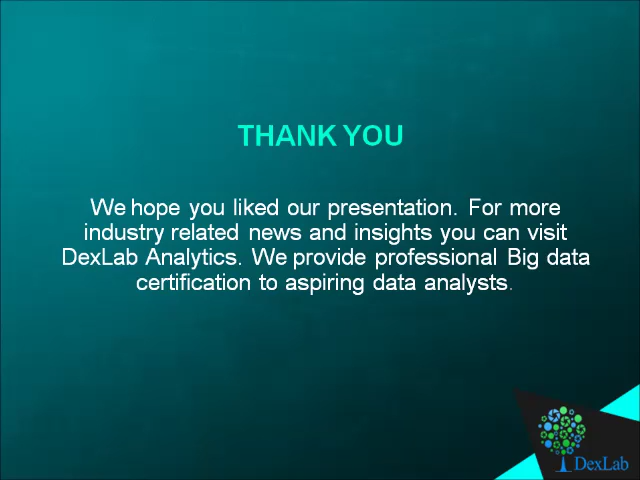 THANK YOU
We hope you liked our presentation. For more
industry related news and insights you can visit
DexLab Analytics. We provide professional Big data
certification to aspiring data analysts.
DexLab